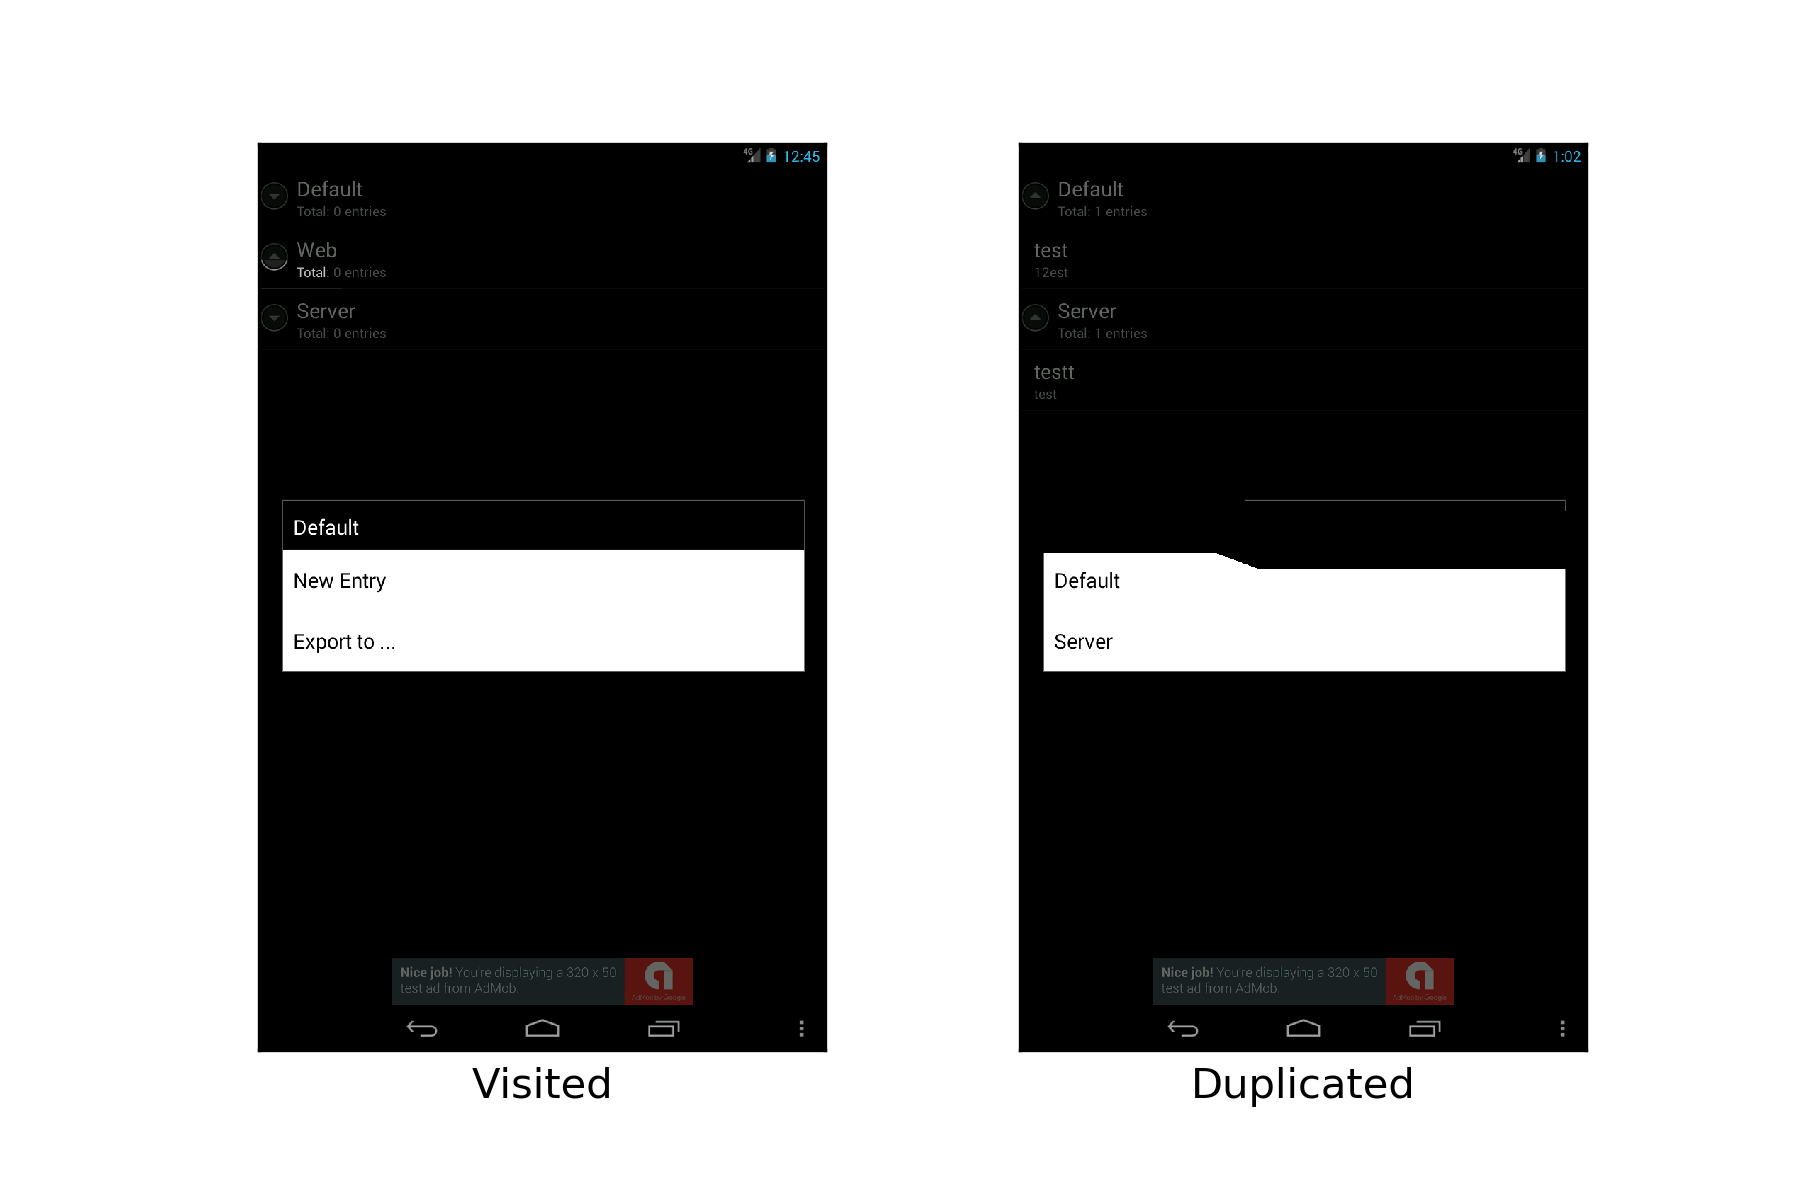 4G 12:45
Default
Total: 0 entries
Web
Total: 0 entries
Server
Total: 0 entries
Default
New Entry
Export to ...
Nice job! You're displaying a 320 x 50
test ad from AdMob.
AdMob by Google
Visited
4G 1:02
Default
Total: 1 entries
test
12est
Server
Total: 1 entries
testt
test
Default
Server
Nice job! You're displaying a 320 x 50
test ad from AdMob.
AdMob by Google
Duplicated